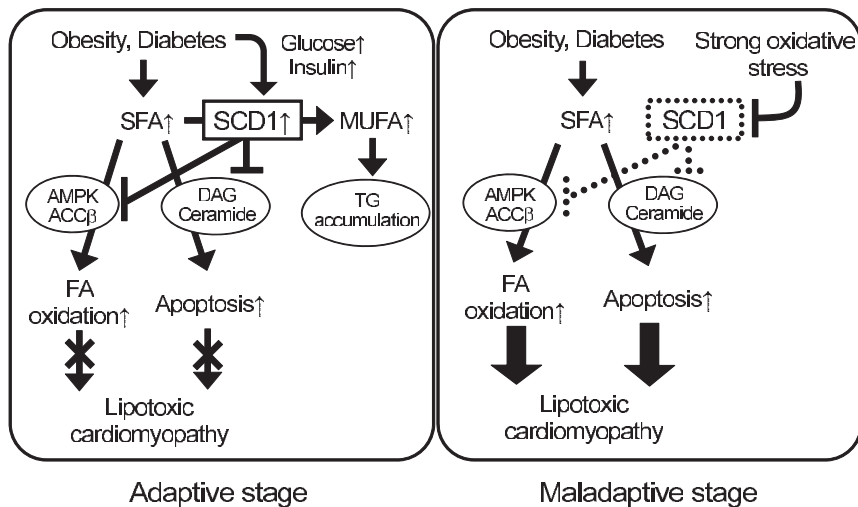 Obesity, Diabetes
Glucose↑
Insulin↑
SFA↑
SCD1↑
MUFA↑
AMPK
ACCβ
DAG
Ceramide
TG
accumulation
FA
oxidation↑
Apoptosis↑
Lipotoxic
cardiomyopathy
Adaptive stage
Obesity, Diabetes
Strong oxidative
stress
SFA↑
SCD1
AMPK
ACCβ
DAG
Ceramide
FA
oxidation↑
Apoptosis↑
Lipotoxic
cardiomyopathy
Maladaptive stage